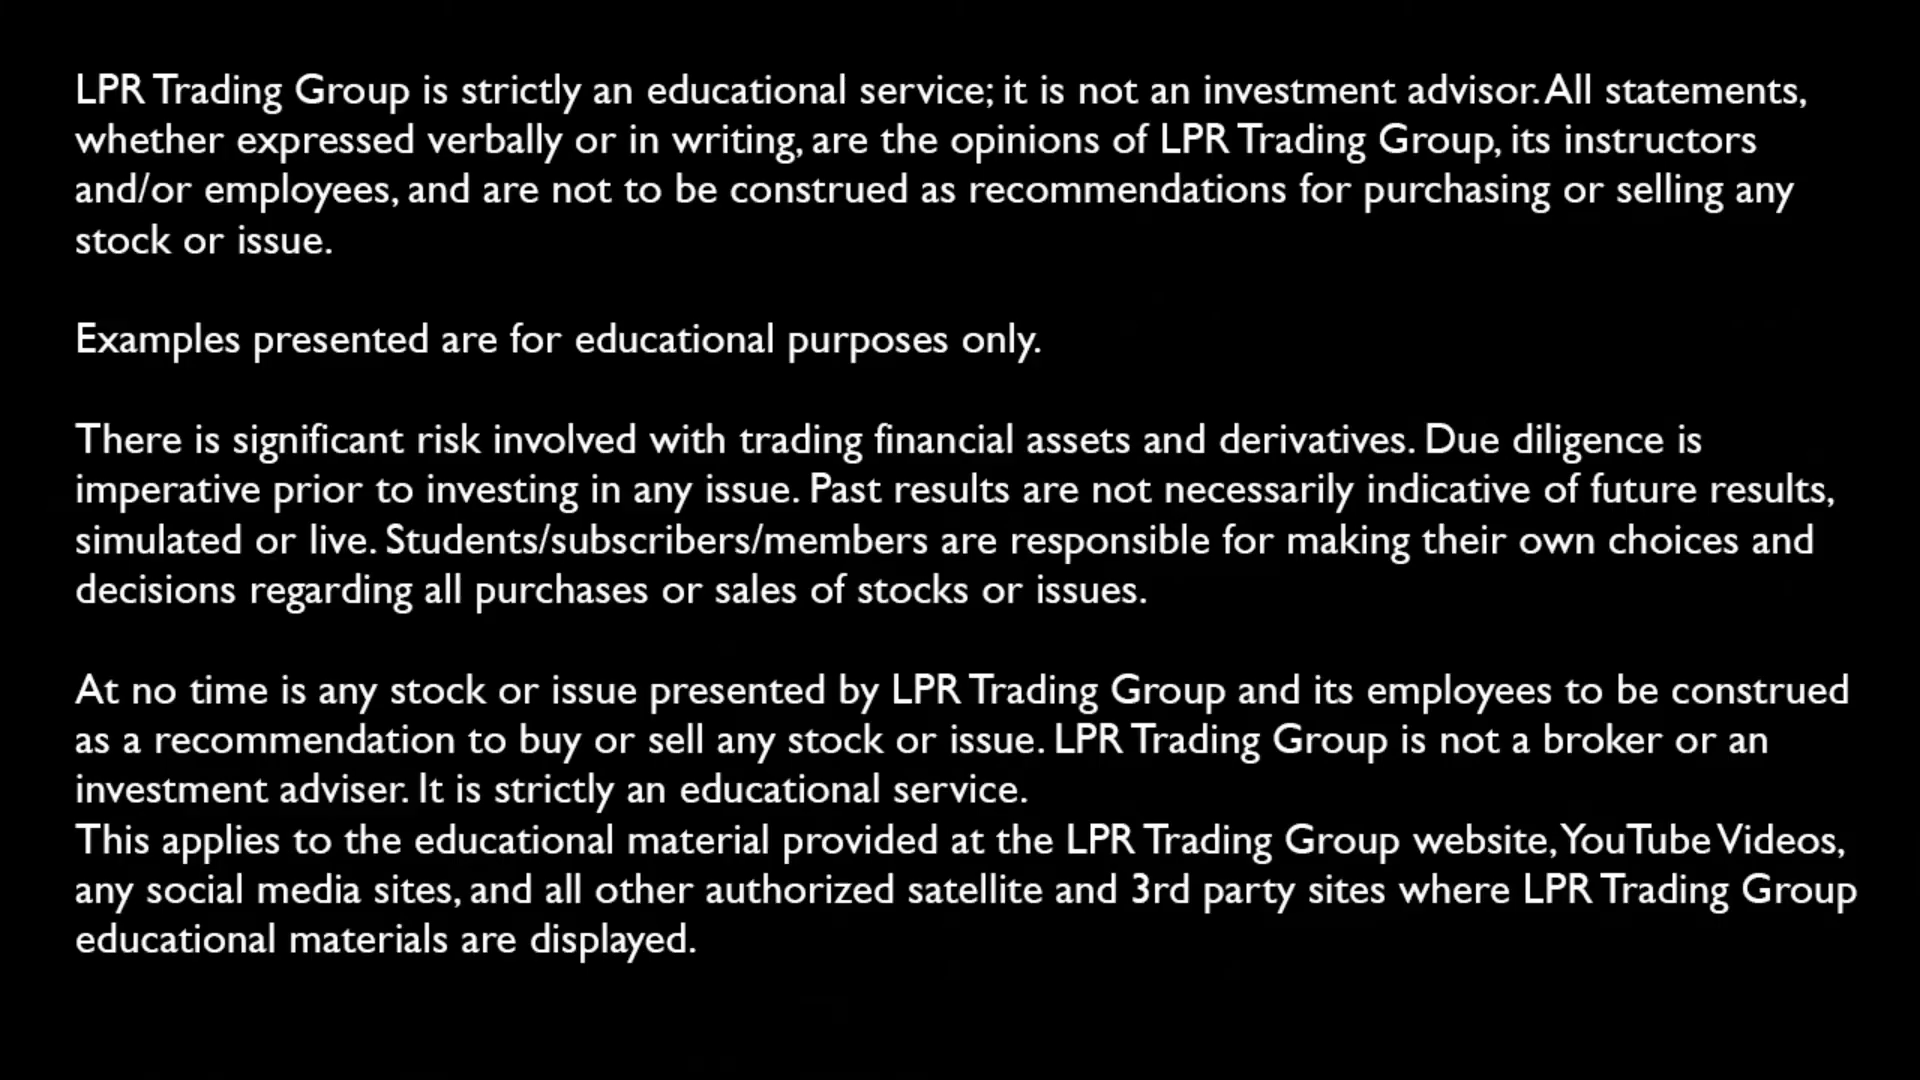 LPR Trading Group is strictly an educational service; it is not an investment advisor. All statements,
whether expressed verbally or in writing, are the opinions of LPR Trading Group, its instructors
and/or employees, and are not to be construed as recommendations for purchasing or selling any
stock or issue.
Examples presented are for educational purposes only.
There is significant risk involved with trading financial assets and derivatives. Due diligence is
imperative prior to investing in any issue. Past results are not necessarily indicative of future results,
simulated or live. Students/subscribers/members are responsible for making their own choices and
decisions regarding all purchases or sales of stocks or issues.
At no time is any stock or issue presented by LPR Trading Group and its employees to be construed
as a recommendation to buy or sell any stock or issue. LPR Trading Group is not a broker or an
investment adviser. It is strictly an educational service.
This applies to the educational material provided at the LPR Trading Group website, YouTube Videos,
any social media sites, and all other authorized satellite and 3rd party sites where LPR Trading Group
educational materials are displayed.